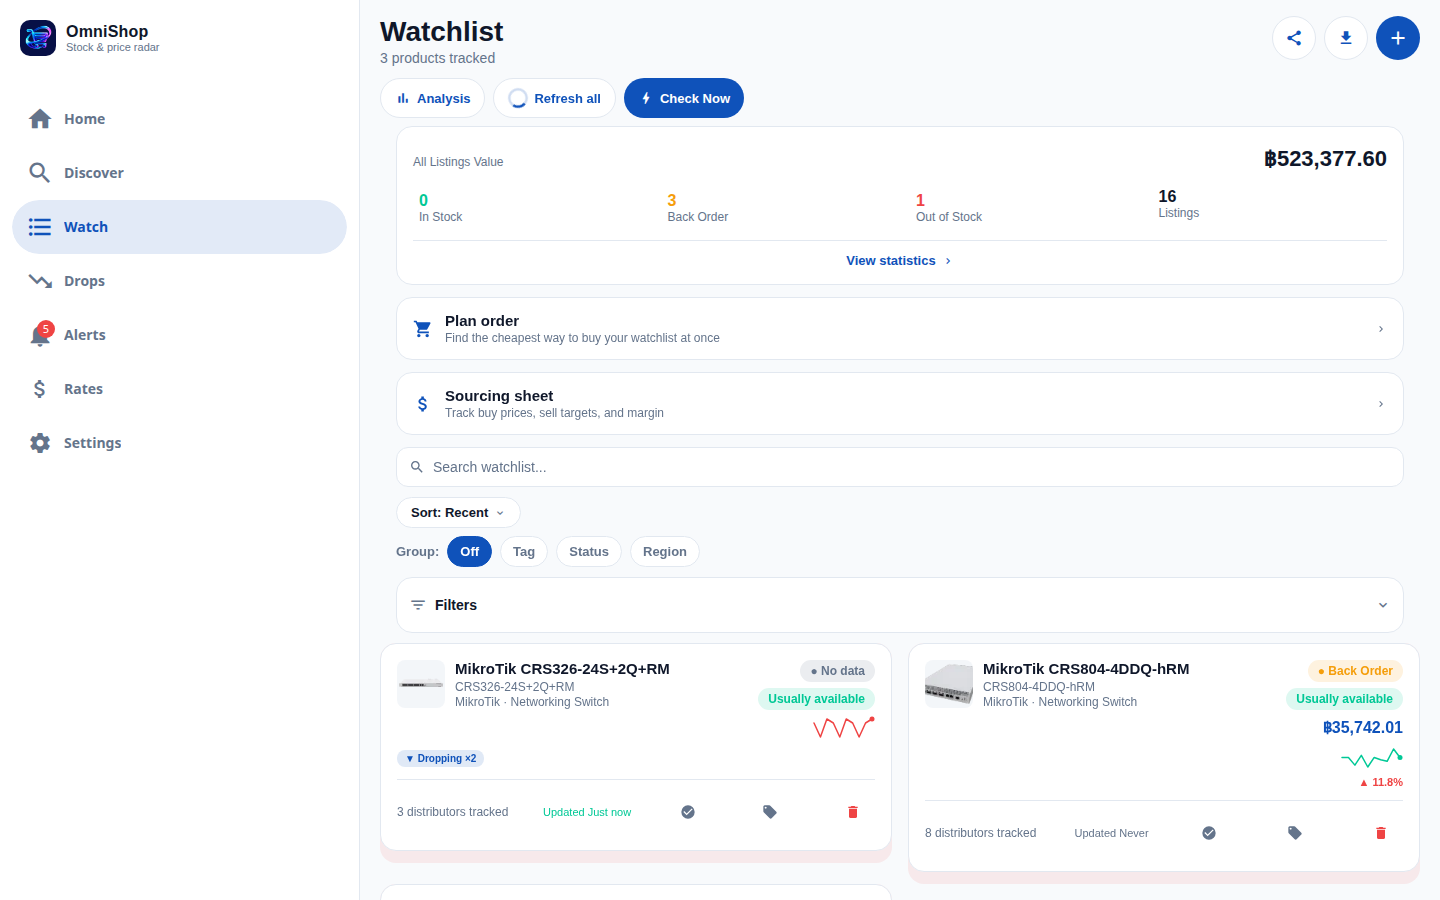 OmniShop
Stock & price radar
Home
Discover
Watch
Drops
5
Alerts
Rates
Settings
Watchlist
3 products tracked
Analysis
Refresh all
Check Now
All Listings Value
฿523,377.60
0
In Stock
3
Back Order
1
Out of Stock
16
Listings
View statistics
Plan order
Find the cheapest way to buy your watchlist at once
Sourcing sheet
Track buy prices, sell targets, and margin
Search watchlist...
Sort: Recent
Group: Off Tag Status Region
Filters
MikroTik CRS326-24S+2Q+RM
CRS326-24S+2Q+RM
MikroTik · Networking Switch
● No data
Usually available
▼ Dropping ×2
3 distributors tracked
Updated Just now
MikroTik CRS804-4DDQ-hRM
CRS804-4DDQ-hRM
MikroTik · Networking Switch
● Back Order
Usually available
฿35,742.01
▲ 11.8%
8 distributors tracked
Updated Never